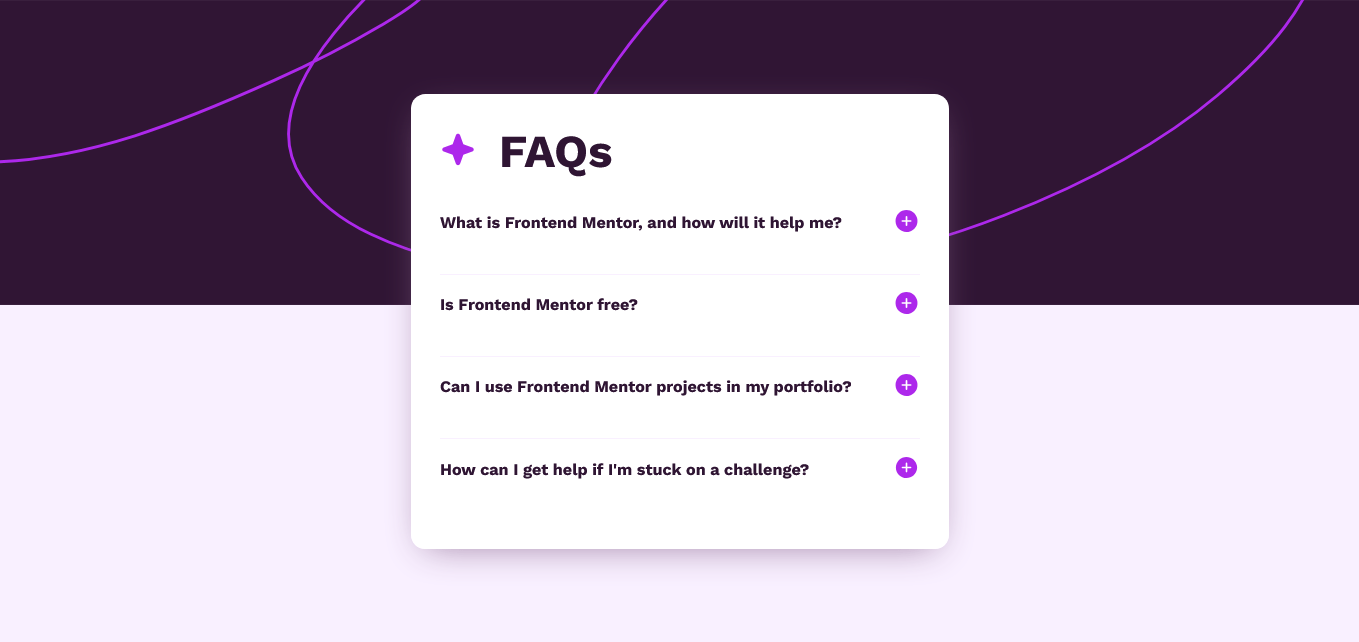 FAQs
What is Frontend Mentor, and how will it help me?
Is Frontend Mentor free?
Can I use Frontend Mentor projects in my portfolio?
How can I get help if I'm stuck on a challenge?